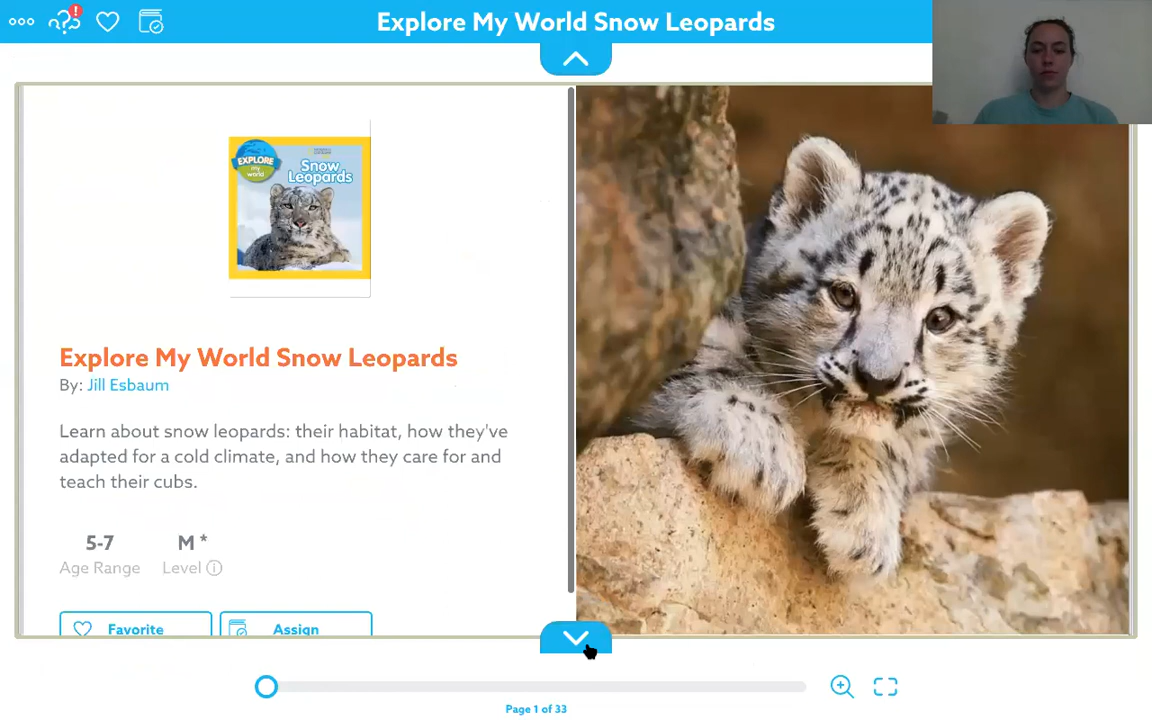 Explore My World Snow Leopards
EXPLORE
my
world
Snow
Leopards
Explore My World Snow Leopards
By: Jill Esbaum
Learn about snow leopards: their habitat, how they've
adapted for a cold climate, and how they care for and
teach their cubs.
5-7 M *
Age Range Level
Favorite Assign
Page 1 of 33